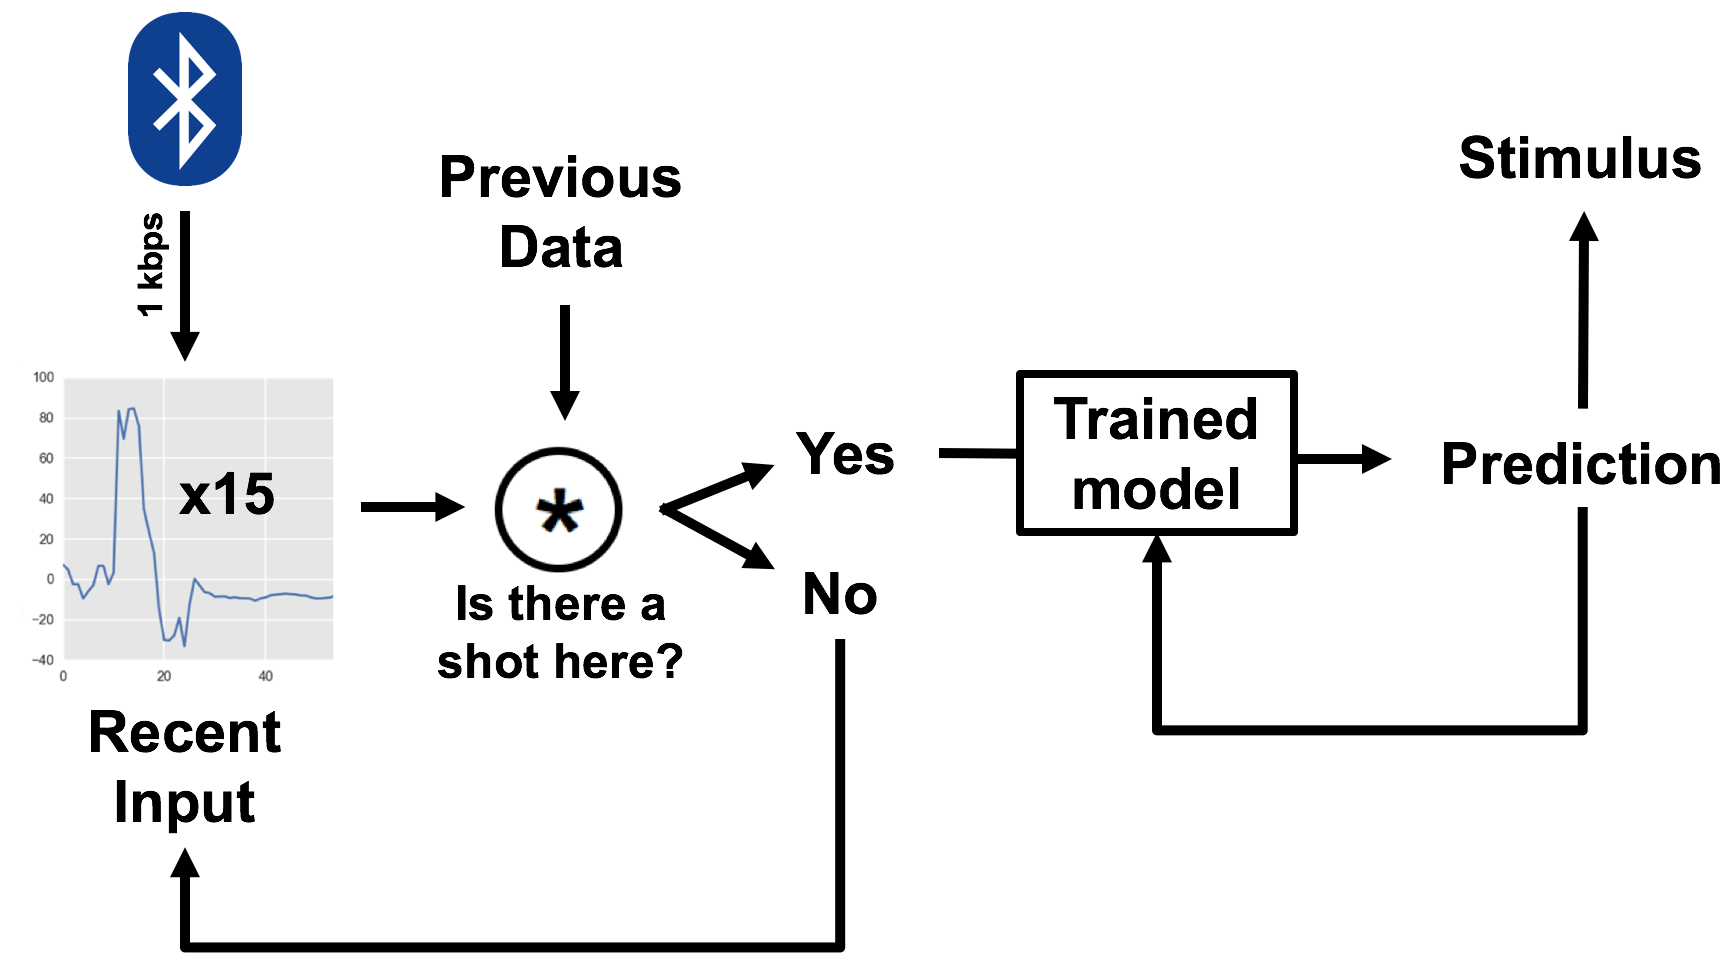 1 kbps
Previous
Data
Stimulus
100
80
60
40
20
0
−20
−40
0
20
40
x15
Recent
Input
*
Is there a
shot here?
Yes
No
Trained
model
Prediction